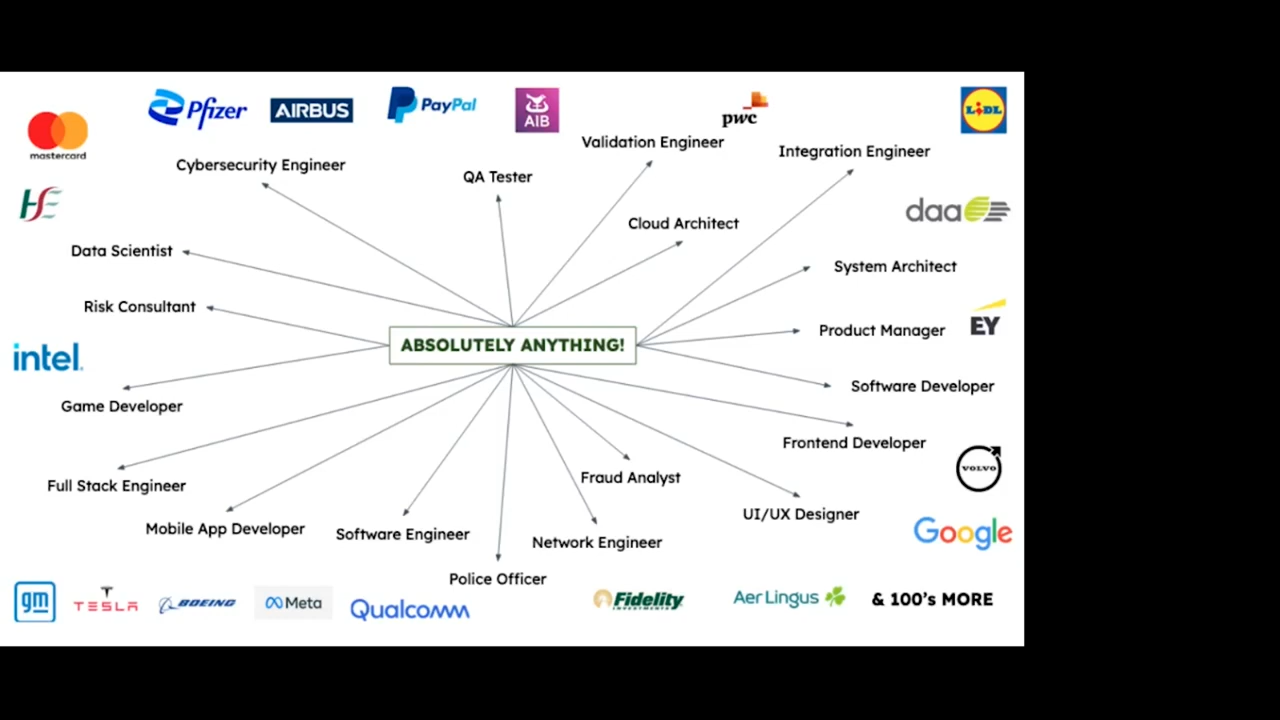 Pfizer
AIRBUS
PayPal
AIB
pwc
LiDL
mastercard
Validation Engineer
Integration Engineer
Cybersecurity Engineer
QA Tester
HSE
daa
Cloud Architect
Data Scientist
System Architect
Risk Consultant
Product Manager
EY
ABSOLUTELY ANYTHING!
intel.
Software Developer
Game Developer
Frontend Developer
VOLVO
Fraud Analyst
Full Stack Engineer
UI/UX Designer
Mobile App Developer
Software Engineer
Google
Network Engineer
Police Officer
gm
TESLA
BOEING
Meta
Qualcomm
Fidelity
INVESTMENTS
Aer Lingus
& 100's MORE